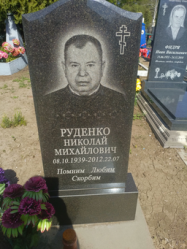 РУДЕНКО
НИКОЛАЙ
МИХАЙЛОВИЧ
08.10.1939-2012.22.07
Помним Любим
Скорбим